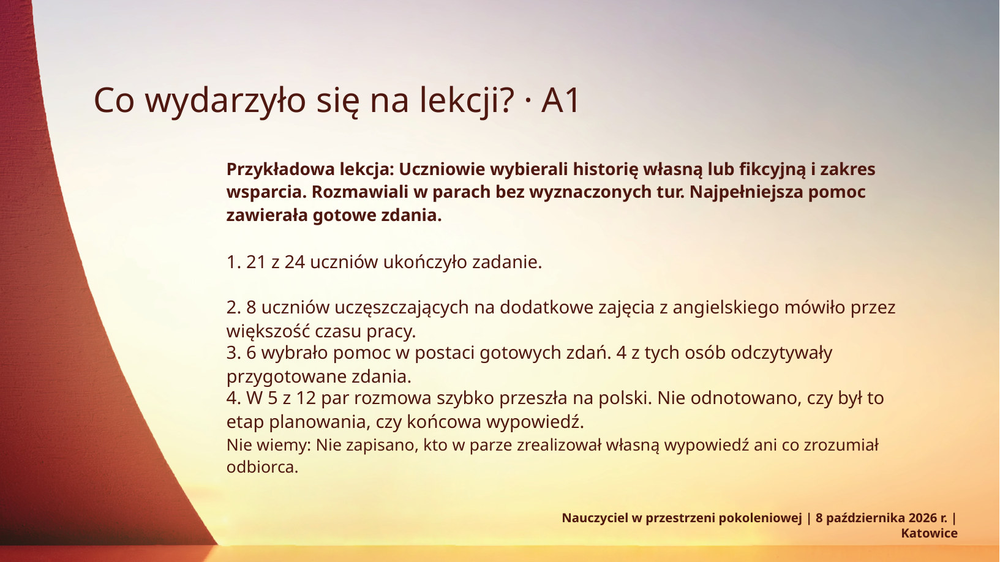 Co wydarzyło się na lekcji? · A1
Przykładowa lekcja: Uczniowie wybierali historię własną lub fikcyjną i zakres
wsparcia. Rozmawiali w parach bez wyznaczonych tur. Najpełniejsza pomoc
zawierała gotowe zdania.
1. 21 z 24 uczniów ukończyło zadanie.
2. 8 uczniów uczęszczających na dodatkowe zajęcia z angielskiego mówiło przez
większość czasu pracy.
3. 6 wybrało pomoc w postaci gotowych zdań. 4 z tych osób odczytywały
przygotowane zdania.
4. W 5 z 12 par rozmowa szybko przeszła na polski. Nie odnotowano, czy był to
etap planowania, czy końcowa wypowiedź.
Nie wiemy: Nie zapisano, kto w parze zrealizował własną wypowiedź ani co zrozumiał
odbiorca.
Nauczyciel w przestrzeni pokoleniowej | 8 października 2026 r. |
Katowice